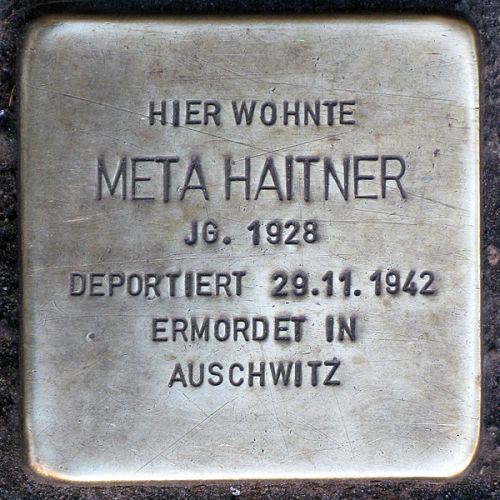 HIER WOHNTE
META HAITNER
JG. 1928
DEPORTIERT 29.11.1942
ERMORDET IN
AUSCHWITZ